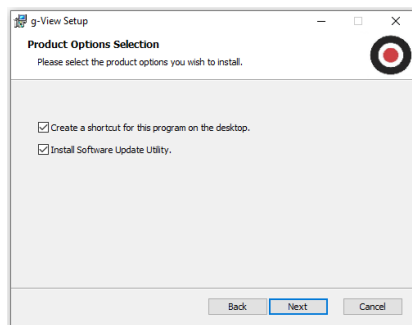 g-View Setup
Product Options Selection
Please select the product options you wish to install.
Create a shortcut for this program on the desktop.
Install Software Update Utility.
Back Next Cancel